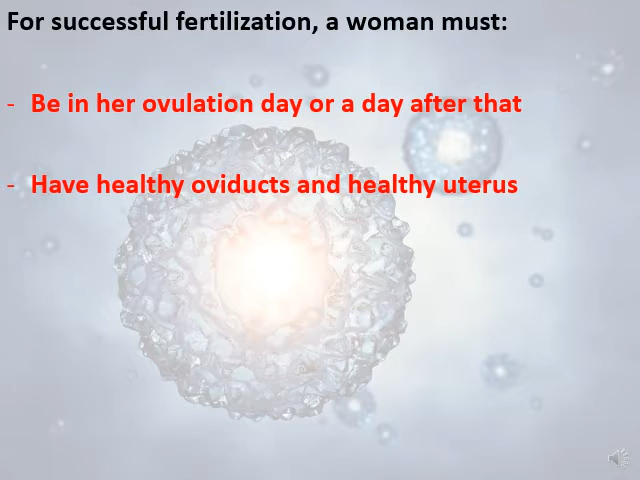 For successful fertilization, a woman must:
- Be in her ovulation day or a day after that
- Have healthy oviducts and healthy uterus